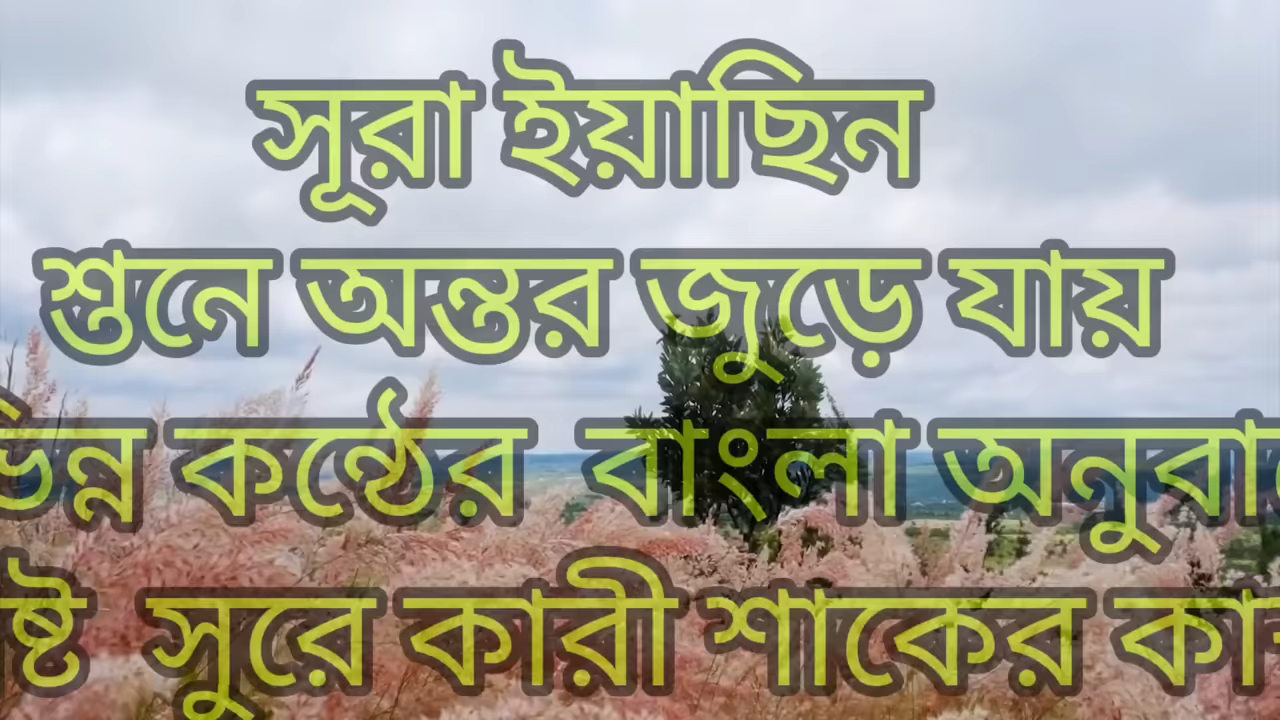 সূরা ইয়াছিন
শুনে অন্তর জুড়ে যায়
কণ্ঠের বাংলা
সুরে কারী শাকের